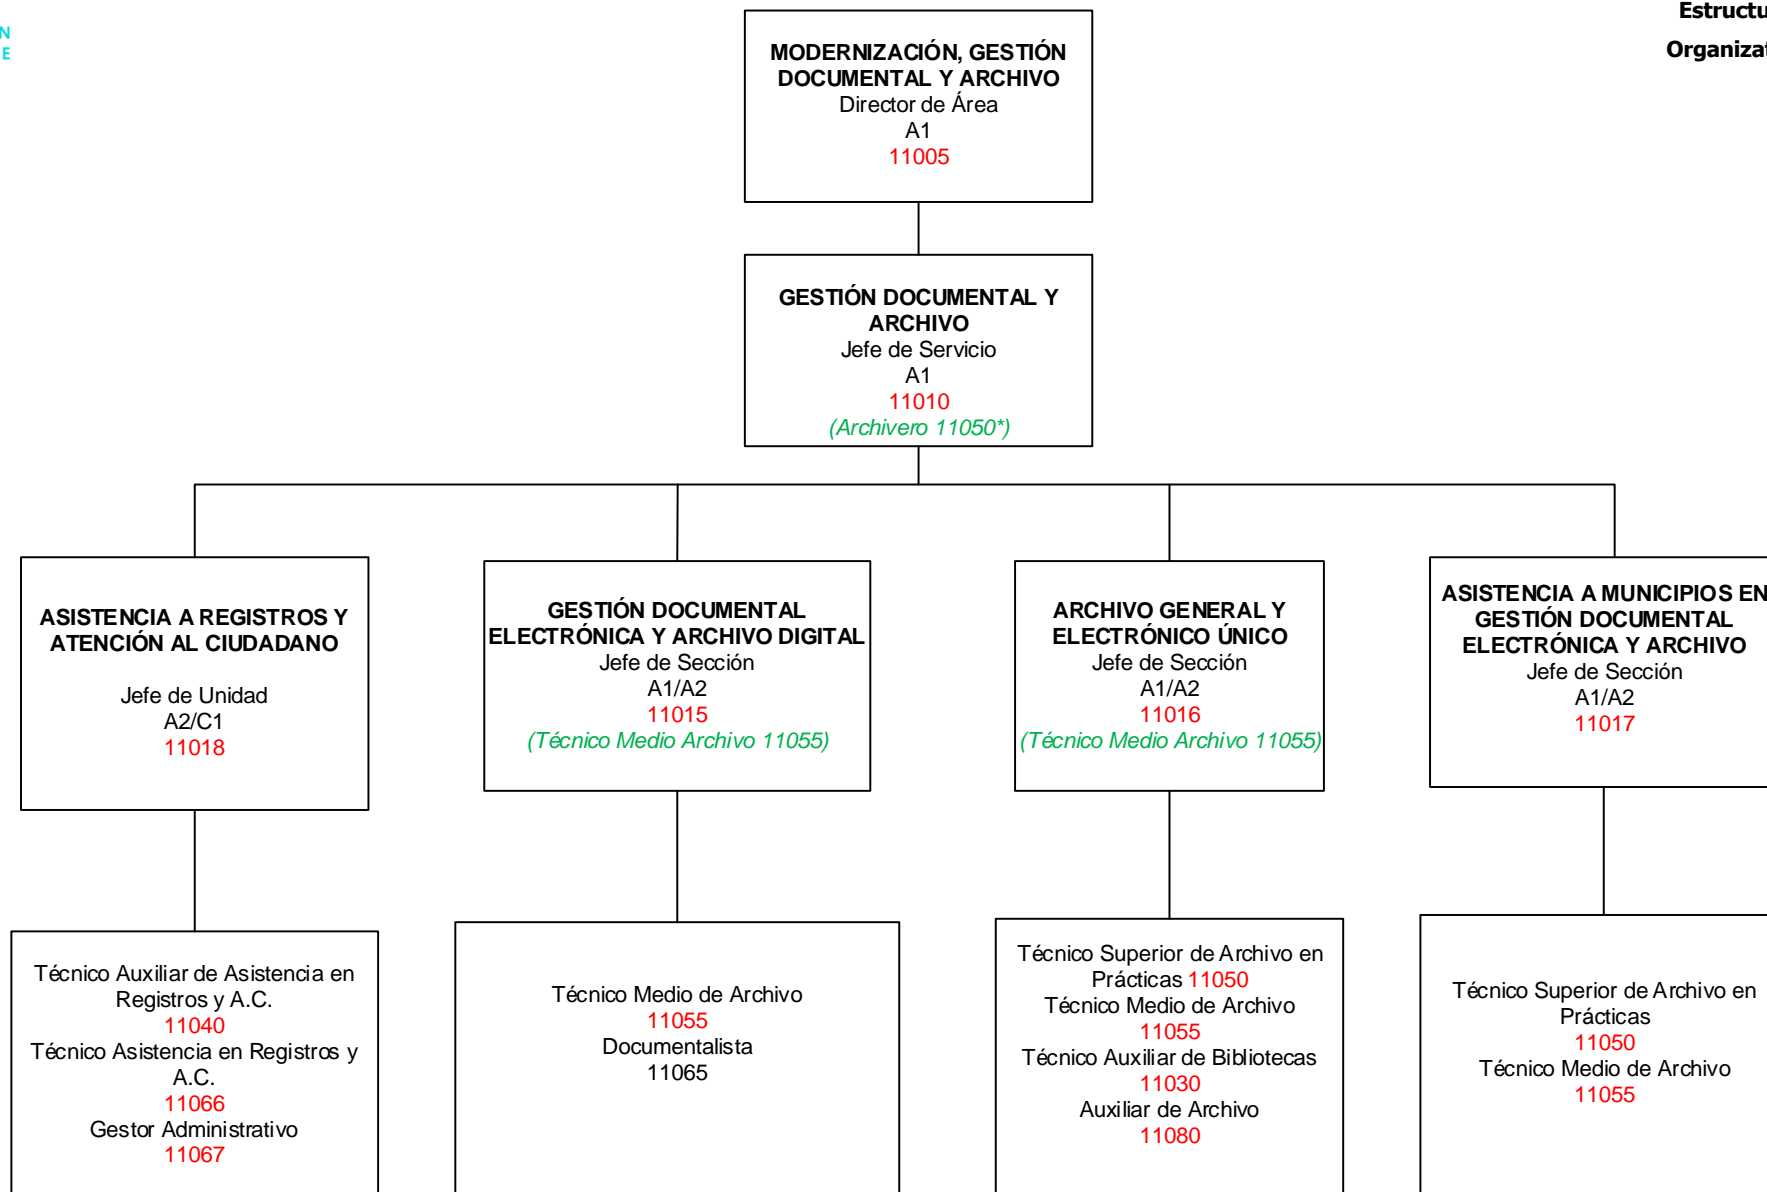 MODERNIZACIÓN, GESTIÓN
DOCUMENTAL Y ARCHIVO
Director de Área
A1
11005
GESTIÓN DOCUMENTAL Y
ARCHIVO
Jefe de Servicio
A1
11010
(Archivero 11050*)
ASISTENCIA A REGISTROS Y
ATENCIÓN AL CIUDADANO
Jefe de Unidad
A2/C1
11018
GESTIÓN DOCUMENTAL
ELECTRÓNICA Y ARCHIVO DIGITAL
Jefe de Sección
A1/A2
11015
(Técnico Medio Archivo 11055)
ARCHIVO GENERAL Y
ELECTRÓNICO ÚNICO
Jefe de Sección
A1/A2
11016
(Técnico Medio Archivo 11055)
ASISTENCIA A MUNICIPIOS EN
GESTIÓN DOCUMENTAL
ELECTRÓNICA Y ARCHIVO
Jefe de Sección
A1/A2
11017
Técnico Auxiliar de Asistencia en
Registros y A.C.
11040
Técnico Asistencia en Registros y
A.C.
11066
Gestor Administrativo
11067
Técnico Medio de Archivo
11055
Documentalista
11065
Técnico Superior de Archivo en
Prácticas 11050
Técnico Medio de Archivo
11055
Técnico Auxiliar de Bibliotecas
11030
Auxiliar de Archivo
11080
Técnico Superior de Archivo en
Prácticas
11050
Técnico Medio de Archivo
11055